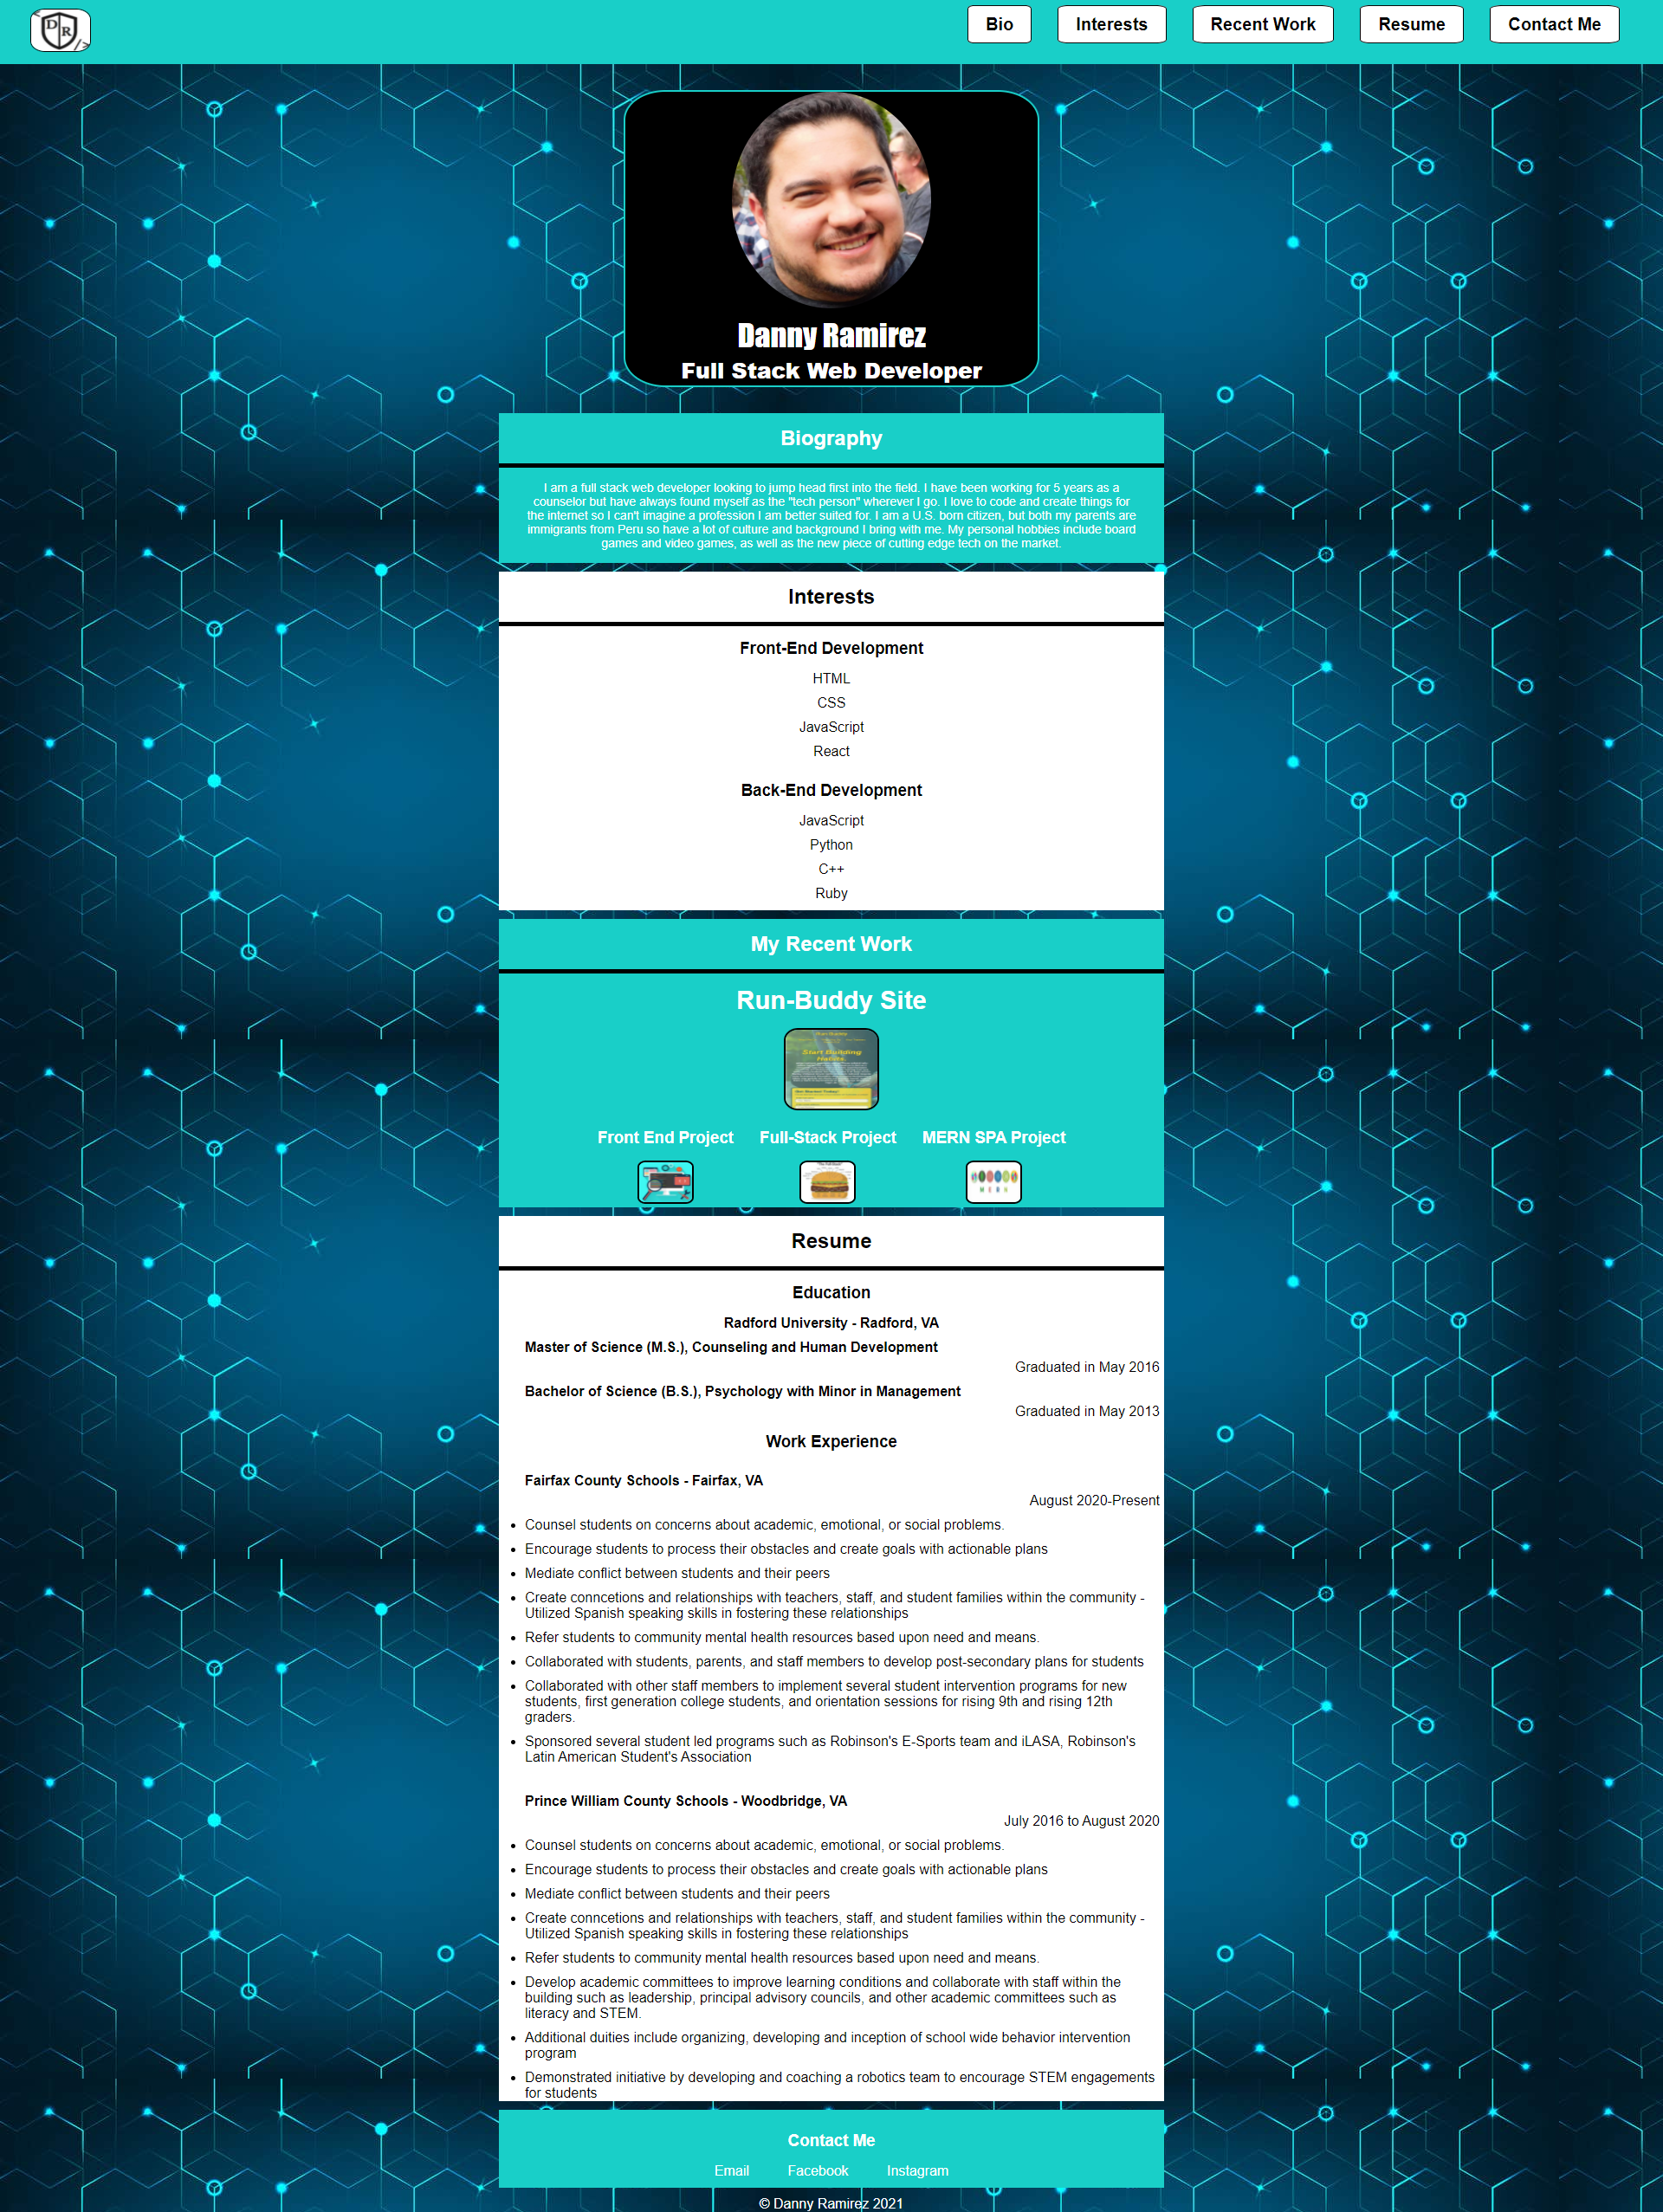 DR/>
Bio Interests Recent Work Resume Contact Me
Danny Ramirez
Full Stack Web Developer
Biography
I am a full stack web developer looking to jump head first into the field. I have been working for 5 years as a
counselor but have always found myself as the "tech person" wherever I go. I love to code and create things for
the internet so I can't imagine a profession I am better suited for. I am a U.S. born citizen, but both my parents are
immigrants from Peru so have a lot of culture and background I bring with me. My personal hobbies include board
games and video games, as well as the new piece of cutting edge tech on the market.
Interests
Front-End Development
HTML
CSS
JavaScript
React
Back-End Development
JavaScript
Python
C++
Ruby
My Recent Work
Run-Buddy Site
Start Building
Habits.
Front End Project Full-Stack Project MERN SPA Project
MERN
Resume
Education
Radford University - Radford, VA
Master of Science (M.S.), Counseling and Human Development
Graduated in May 2016
Bachelor of Science (B.S.), Psychology with Minor in Management
Graduated in May 2013
Work Experience
Fairfax County Schools - Fairfax, VA
August 2020-Present
• Counsel students on concerns about academic, emotional, or social problems.
• Encourage students to process their obstacles and create goals with actionable plans
• Mediate conflict between students and their peers
• Create conncetions and relationships with teachers, staff, and student families within the community -
Utilized Spanish speaking skills in fostering these relationships
• Refer students to community mental health resources based upon need and means.
• Collaborated with students, parents, and staff members to develop post-secondary plans for students
• Collaborated with other staff members to implement several student intervention programs for new
students, first generation college students, and orientation sessions for rising 9th and rising 12th
graders.
• Sponsored several student led programs such as Robinson's E-Sports team and iLASA, Robinson's
Latin American Student's Association
Prince William County Schools - Woodbridge, VA
July 2016 to August 2020
• Counsel students on concerns about academic, emotional, or social problems.
• Encourage students to process their obstacles and create goals with actionable plans
• Mediate conflict between students and their peers
• Create conncetions and relationships with teachers, staff, and student families within the community -
Utilized Spanish speaking skills in fostering these relationships
• Refer students to community mental health resources based upon need and means.
• Develop academic committees to improve learning conditions and collaborate with staff within the
building such as leadership, principal advisory councils, and other academic committees such as
literacy and STEM.
• Additional duities include organizing, developing and inception of school wide behavior intervention
program
• Demonstrated initiative by developing and coaching a robotics team to encourage STEM engagements
for students
Contact Me
Email Facebook Instagram
© Danny Ramirez 2021